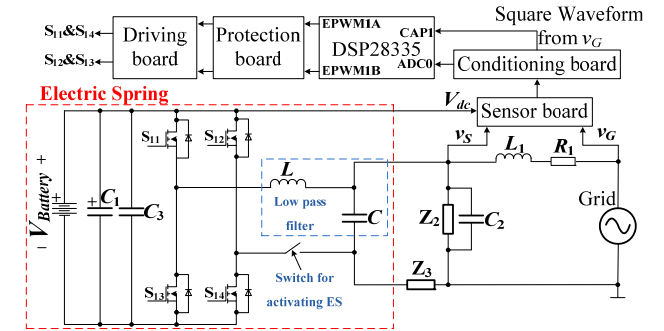 Square Waveform
from vG
S11&S14
S12&S13
Driving
board
Protection
board
EPWM1A
CAP1
DSP28335
ADC0
EPWM1B
Conditioning board
Electric Spring
Vdc
Sensor board
vS
vG
S11
S12
L
Low pass
filter
C
L1
R1
Grid
VBattery
+
−
+
+
C1
C3
Z2
C2
Switch for
activating ES
S13
S14
Z3